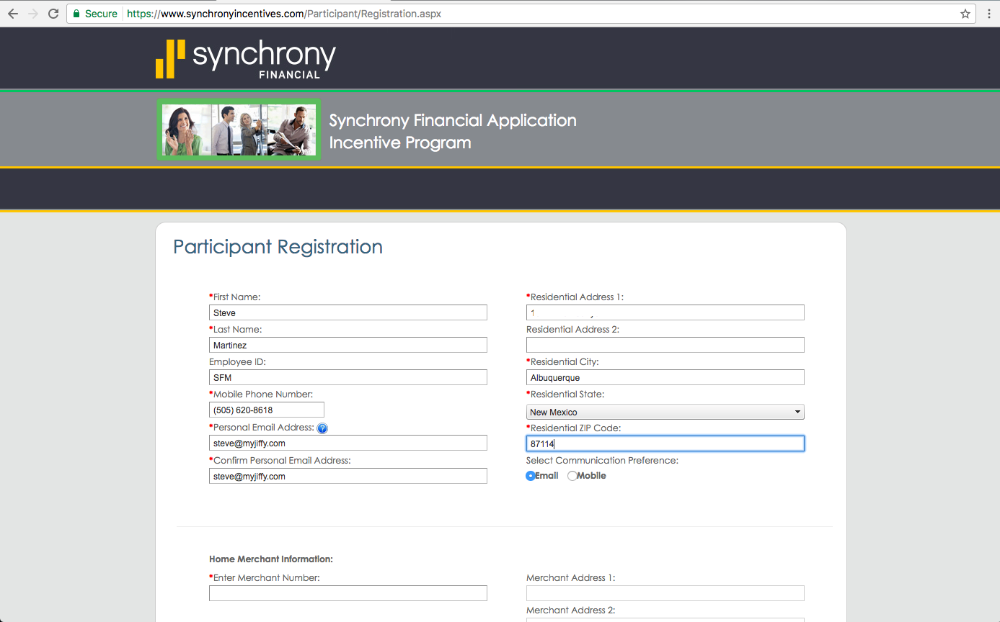 Secure https://www.synchronyincentives.com/Participant/Registration.aspx
synchrony
FINANCIAL
Synchrony Financial Application
Incentive Program
Participant Registration
*First Name:
Steve
*Last Name:
Martinez
Employee ID:
SFM
*Mobile Phone Number:
(505) 620-8618
*Personal Email Address: ?
steve@myjiffy.com
*Confirm Personal Email Address:
steve@myjiffy.com
*Residential Address 1:
1
Residential Address 2:
*Residential City:
Albuquerque
*Residential State:
New Mexico
*Residential ZIP Code:
87114
Select Communication Preference:
Email Mobile
Home Merchant Information:
*Enter Merchant Number:
Merchant Address 1:
Merchant Address 2: